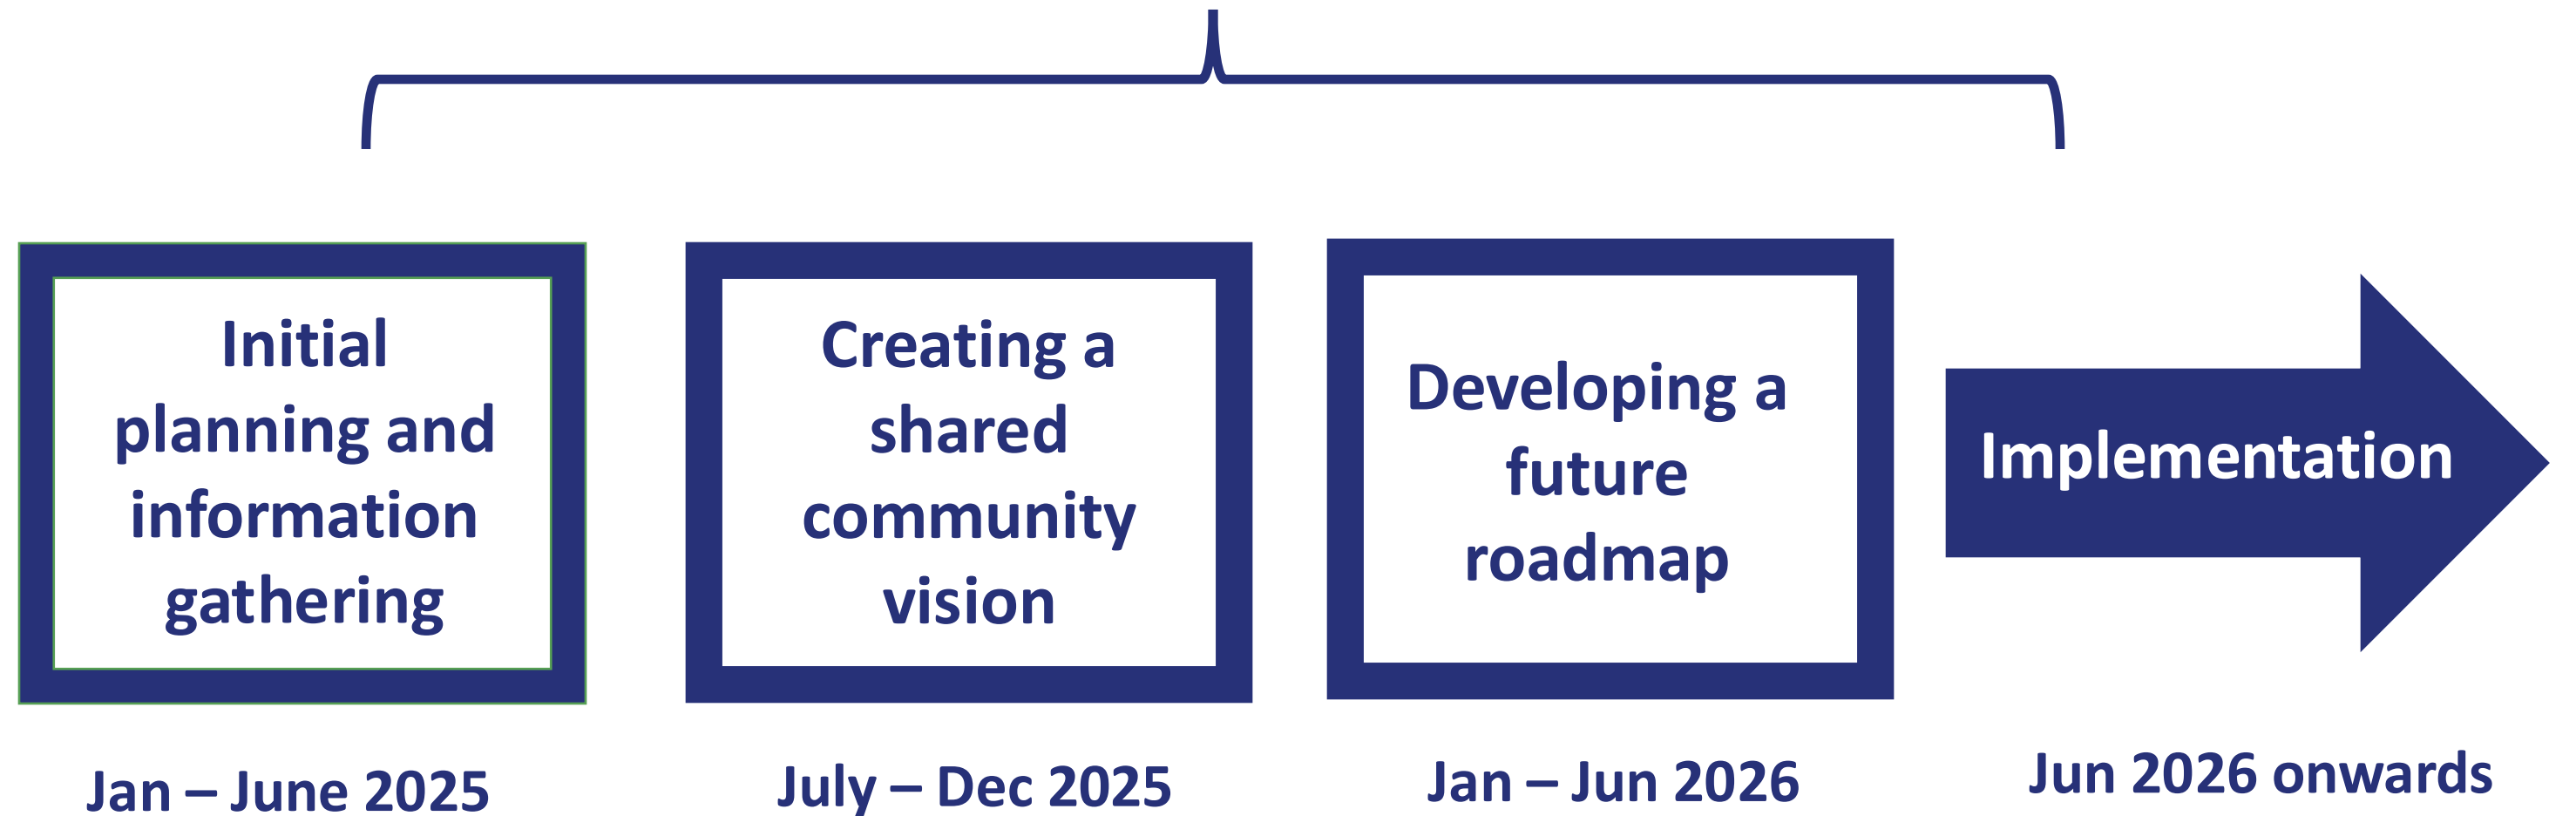 Initial
planning and
information
gathering
Creating a
shared
community
vision
Developing a
future
roadmap
Implementation
Jan – June 2025
July – Dec 2025
Jan – Jun 2026
Jun 2026 onwards